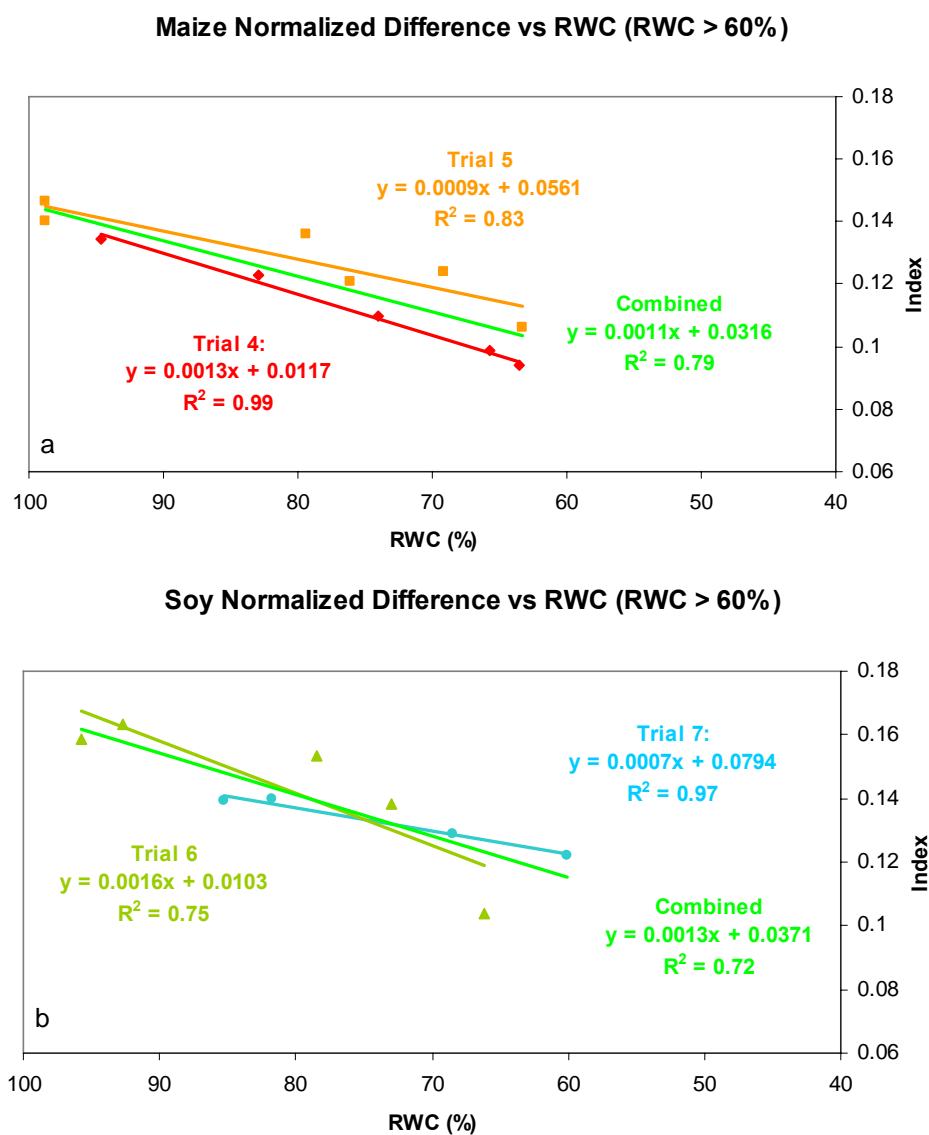 Maize Normalized Difference vs RWC (RWC > 60%)
0.18
0.16
0.14
0.12
0.1
0.08
0.06
Index
Trial 5
y = 0.0009x + 0.0561
R² = 0.83
Combined
y = 0.0011x + 0.0316
R² = 0.79
Trial 4:
y = 0.0013x + 0.0117
R² = 0.99
a
100 90 80 70 60 50 40
RWC (%)
Soy Normalized Difference vs RWC (RWC > 60%)
0.18
0.16
0.14
0.12
0.1
0.08
0.06
Index
Trial 7:
y = 0.0007x + 0.0794
R² = 0.97
Trial 6
y = 0.0016x + 0.0103
R² = 0.75
Combined
y = 0.0013x + 0.0371
R² = 0.72
b
100 90 80 70 60 50 40
RWC (%)